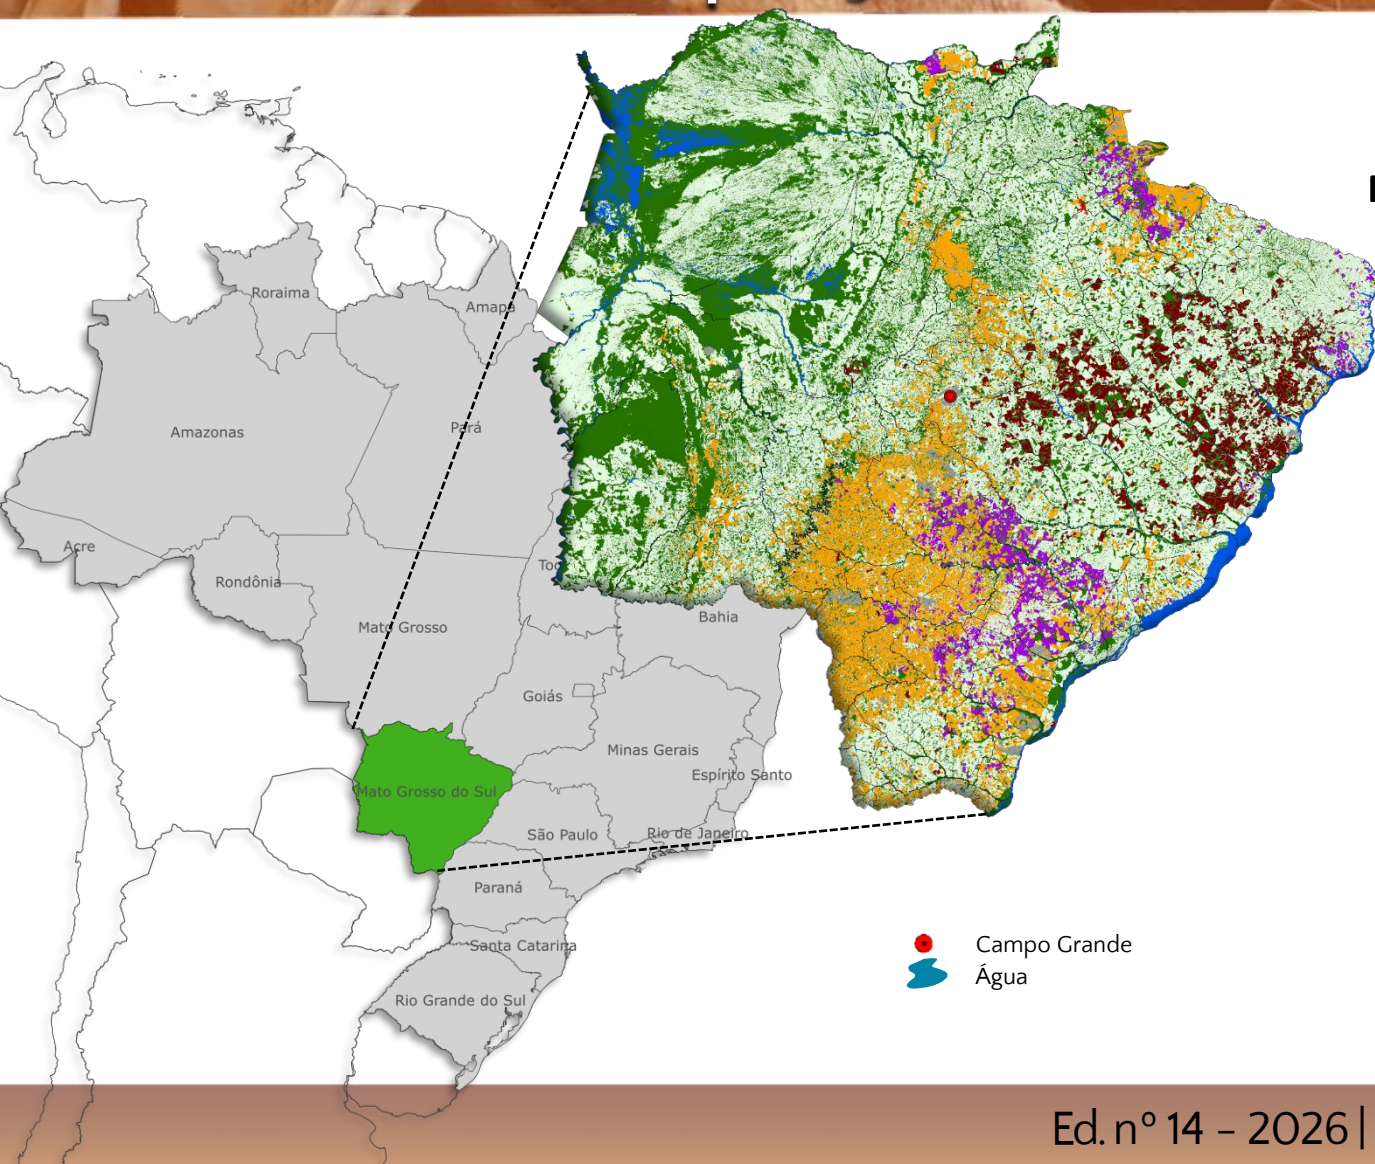 Roraima
Amapá
Amazonas
Pará
Acre
Rondônia
Toc
Mato Grosso
Bahia
Goiás
Minas Gerais
Espírito Santo
Mato Grosso do Sul
São Paulo
Rio de Janeiro
Paraná
Santa Catarina
Rio Grande do Sul
Campo Grande
Água
Ed. nº 14 – 2026 |